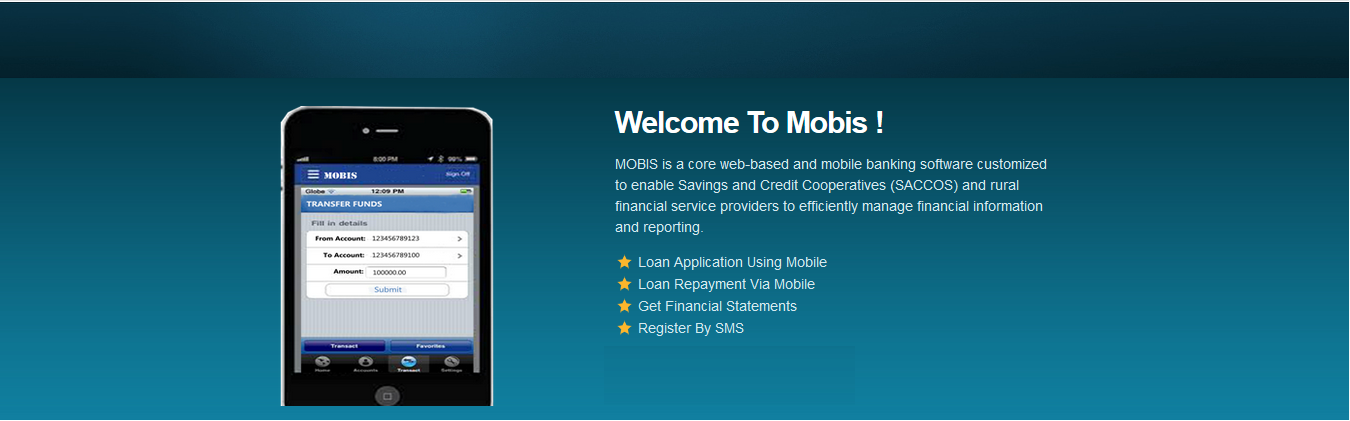 Welcome To Mobis !
MOBIS is a core web-based and mobile banking software customized
to enable Savings and Credit Cooperatives (SACCOS) and rural
financial service providers to efficiently manage financial information
and reporting.
Loan Application Using Mobile
Loan Repayment Via Mobile
Get Financial Statements
Register By SMS
6:00 PM 99%
MOBIS Sign Off
Globe 12:09 PM
TRANSFER FUNDS
Fill in details
From Account: 123456789123
To Account: 123456789100
Amount: 100000.00
Submit
Transact Favorites
Home Accounts Transact Settings